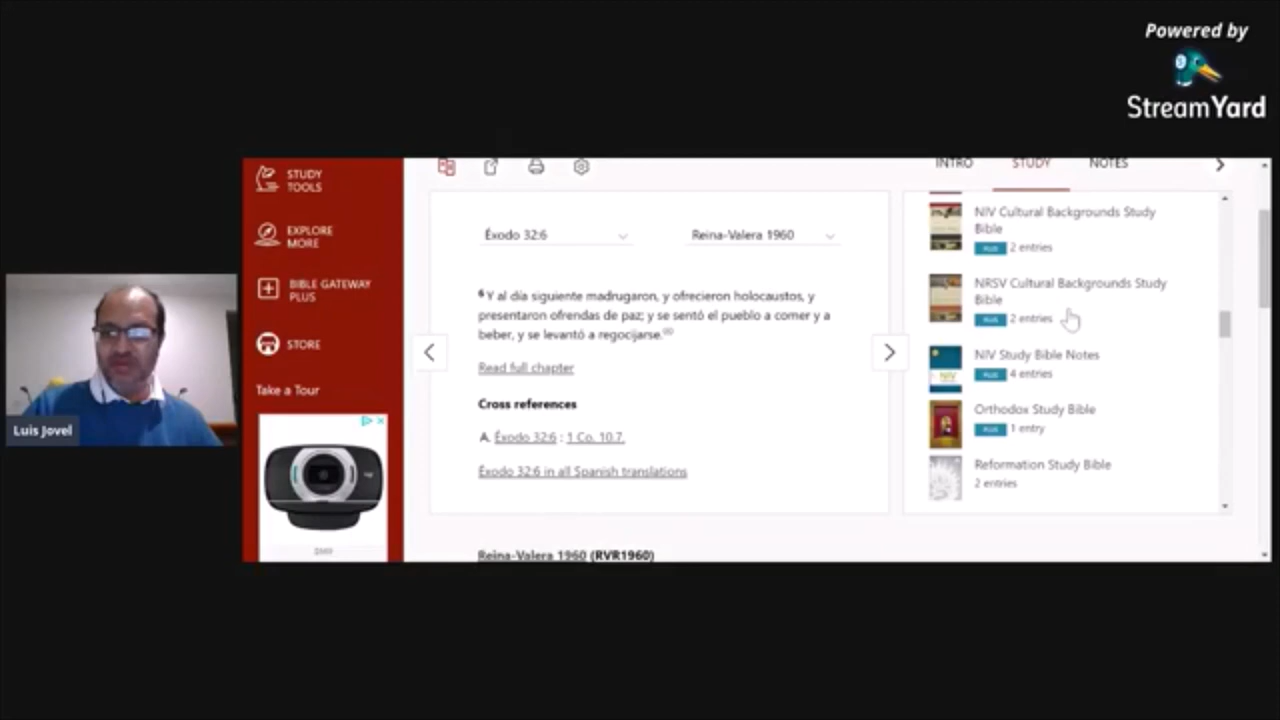 Powered by
StreamYard
STUDY
TOOLS
EXPLORE
MORE
BIBLE GATEWAY
PLUS
STORE
Take a Tour
Luis Jovel
Éxodo 32:6
Reina-Valera 1960
6 Y al día siguiente madrugaron, y ofrecieron holocaustos, y
presentaron ofrendas de paz; y se sentó el pueblo a comer y a
beber, y se levantó a regocijarse.
Read full chapter
Cross references
A. Éxodo 32:6 : 1 Co. 10.7.
Éxodo 32:6 in all Spanish translations
Reina-Valera 1960 (RVR1960)
INTRO STUDY NOTES
NIV Cultural Backgrounds Study
Bible
PLUS 2 entries
NRSV Cultural Backgrounds Study
Bible
PLUS 2 entries
NIV Study Bible Notes
PLUS 4 entries
Orthodox Study Bible
PLUS 1 entry
Reformation Study Bible
2 entries